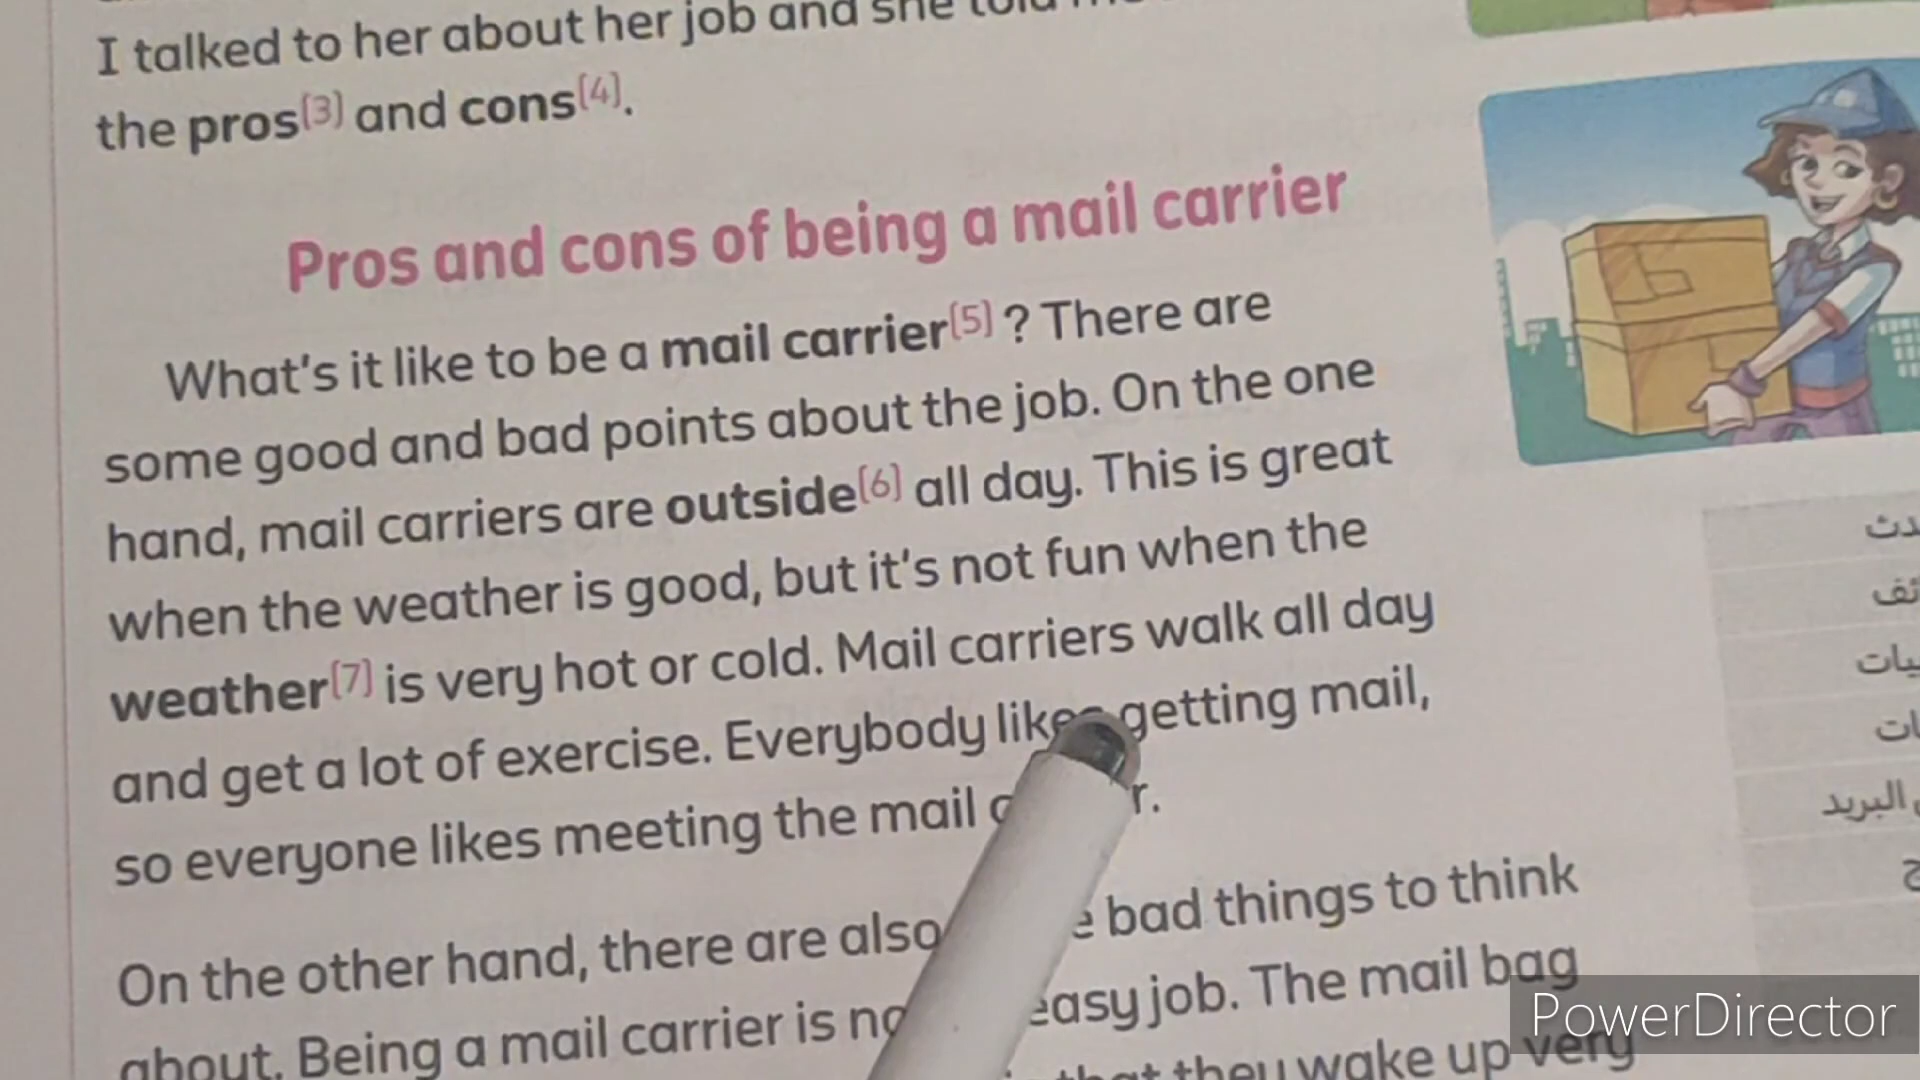 I talked to her about her job and she told
the pros[3] and cons[4].
Pros and cons of being a mail carrier
What's it like to be a mail carrier[5] ? There are
some good and bad points about the job. On the one
hand, mail carriers are outside[6] all day. This is great
when the weather is good, but it's not fun when the
weather[7] is very hot or cold. Mail carriers walk all day
and get a lot of exercise. Everybody likes getting mail,
so everyone likes meeting the mail
On the other hand, there are also bad things to think
about. Being a mail carrier is easy job. The mail bag
that they wake up very
البريد
PowerDirector